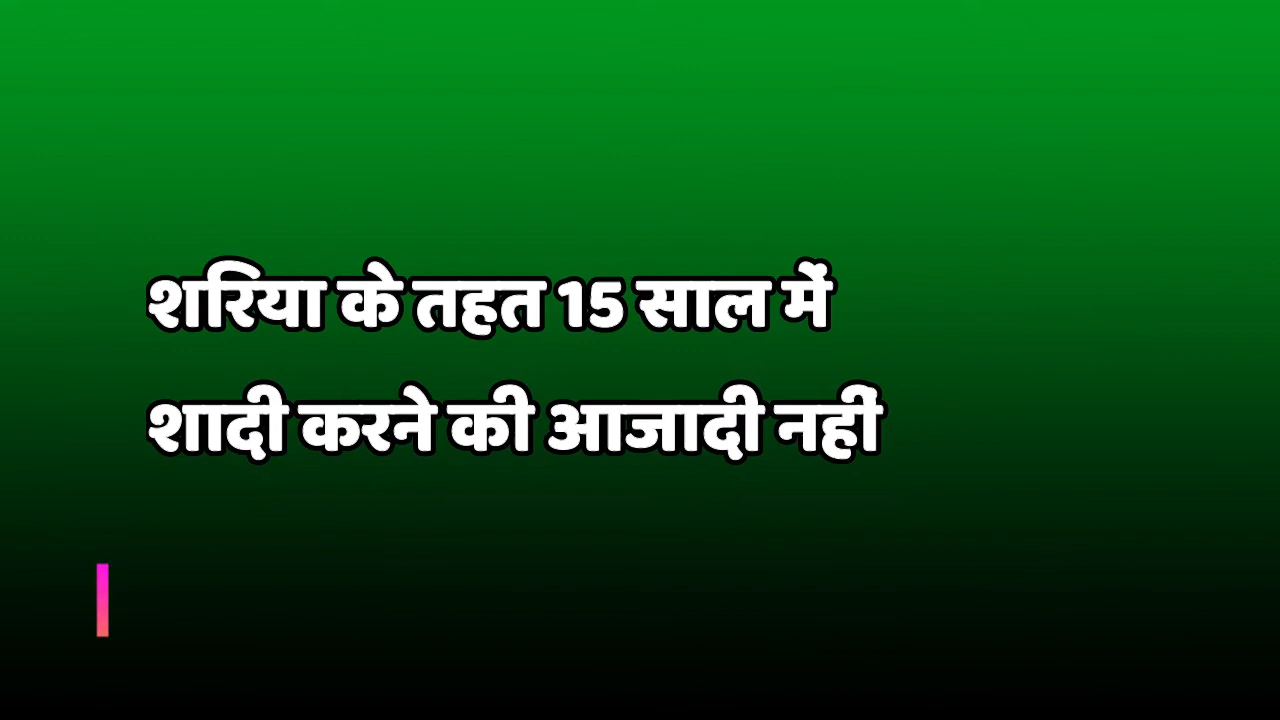 शरिया के तहत 15 साल में
शादी करने की आजादी नहीं